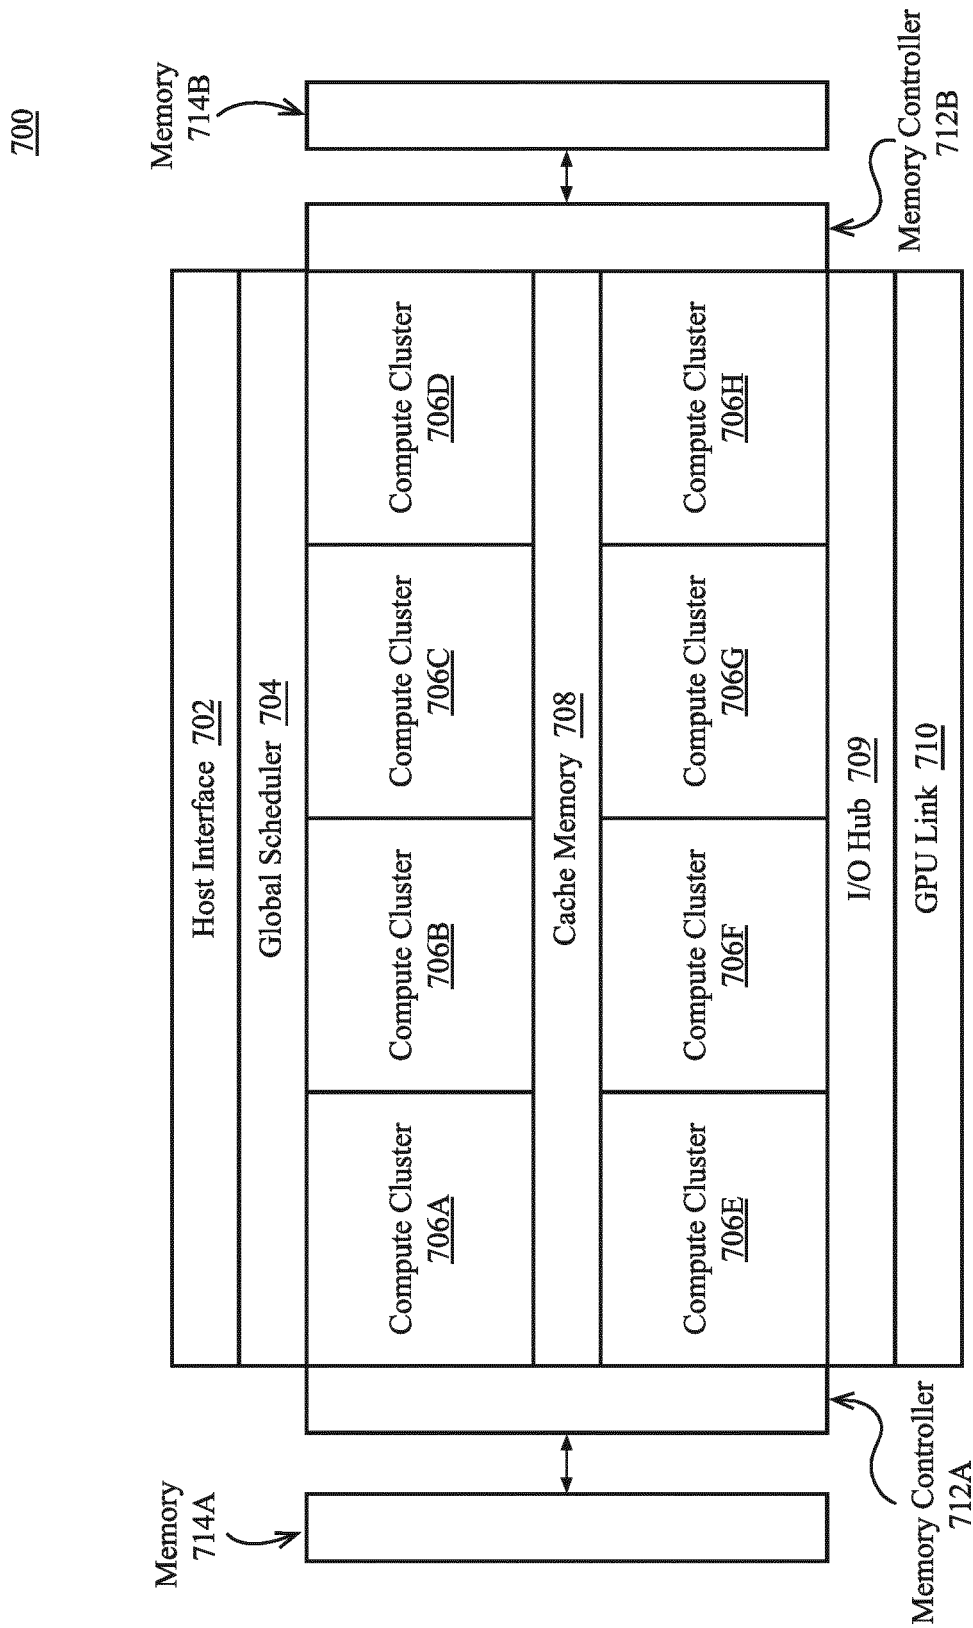 700
Memory
714A
Memory
714B
Host Interface 702
Global Scheduler 704
Compute Cluster
706A
Compute Cluster
706B
Compute Cluster
706C
Compute Cluster
706D
Cache Memory 708
Compute Cluster
706E
Compute Cluster
706F
Compute Cluster
706G
Compute Cluster
706H
I/O Hub 709
GPU Link 710
Memory Controller
712A
Memory Controller
712B